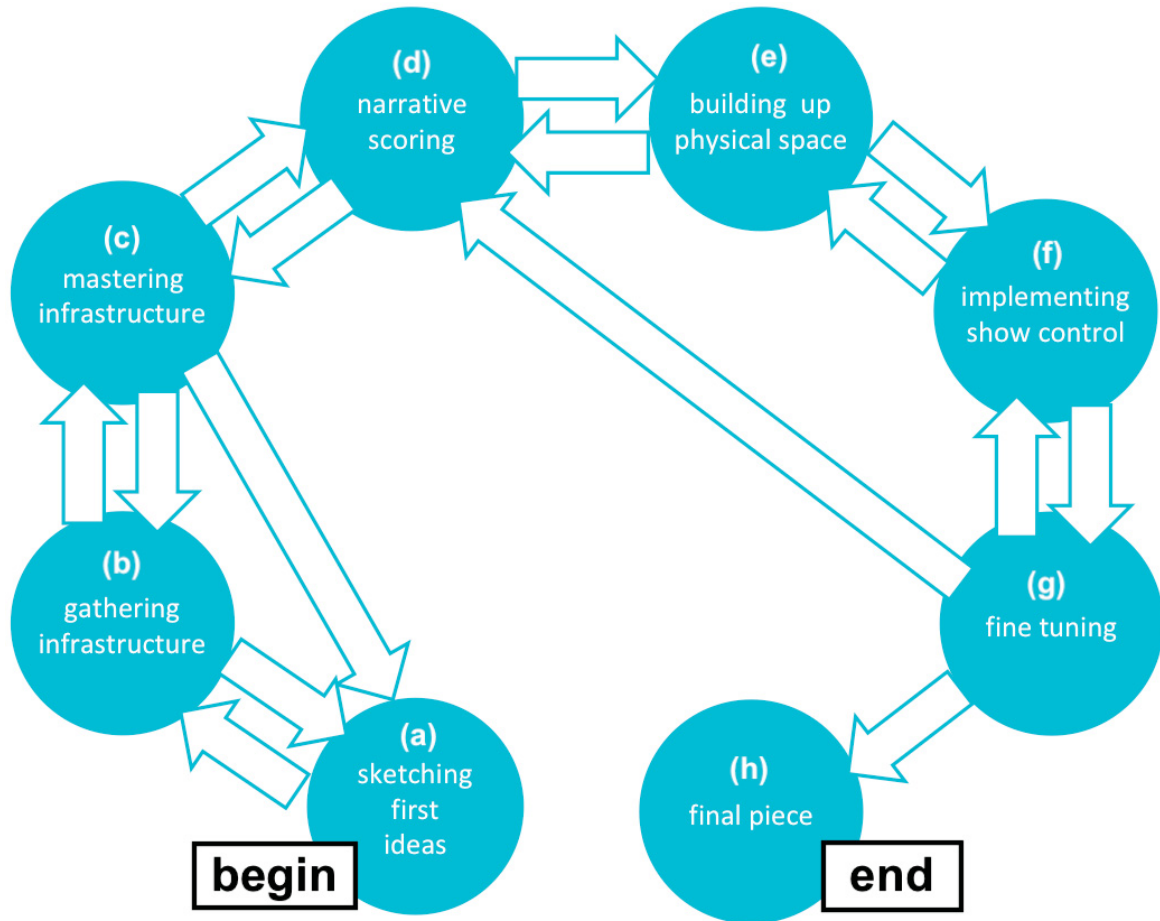 (a)
sketching
first
ideas
begin
(b)
gathering
infrastructure
(c)
mastering
infrastructure
(d)
narrative
scoring
(e)
building up
physical space
(f)
implementing
show control
(g)
fine tuning
(h)
final piece
end